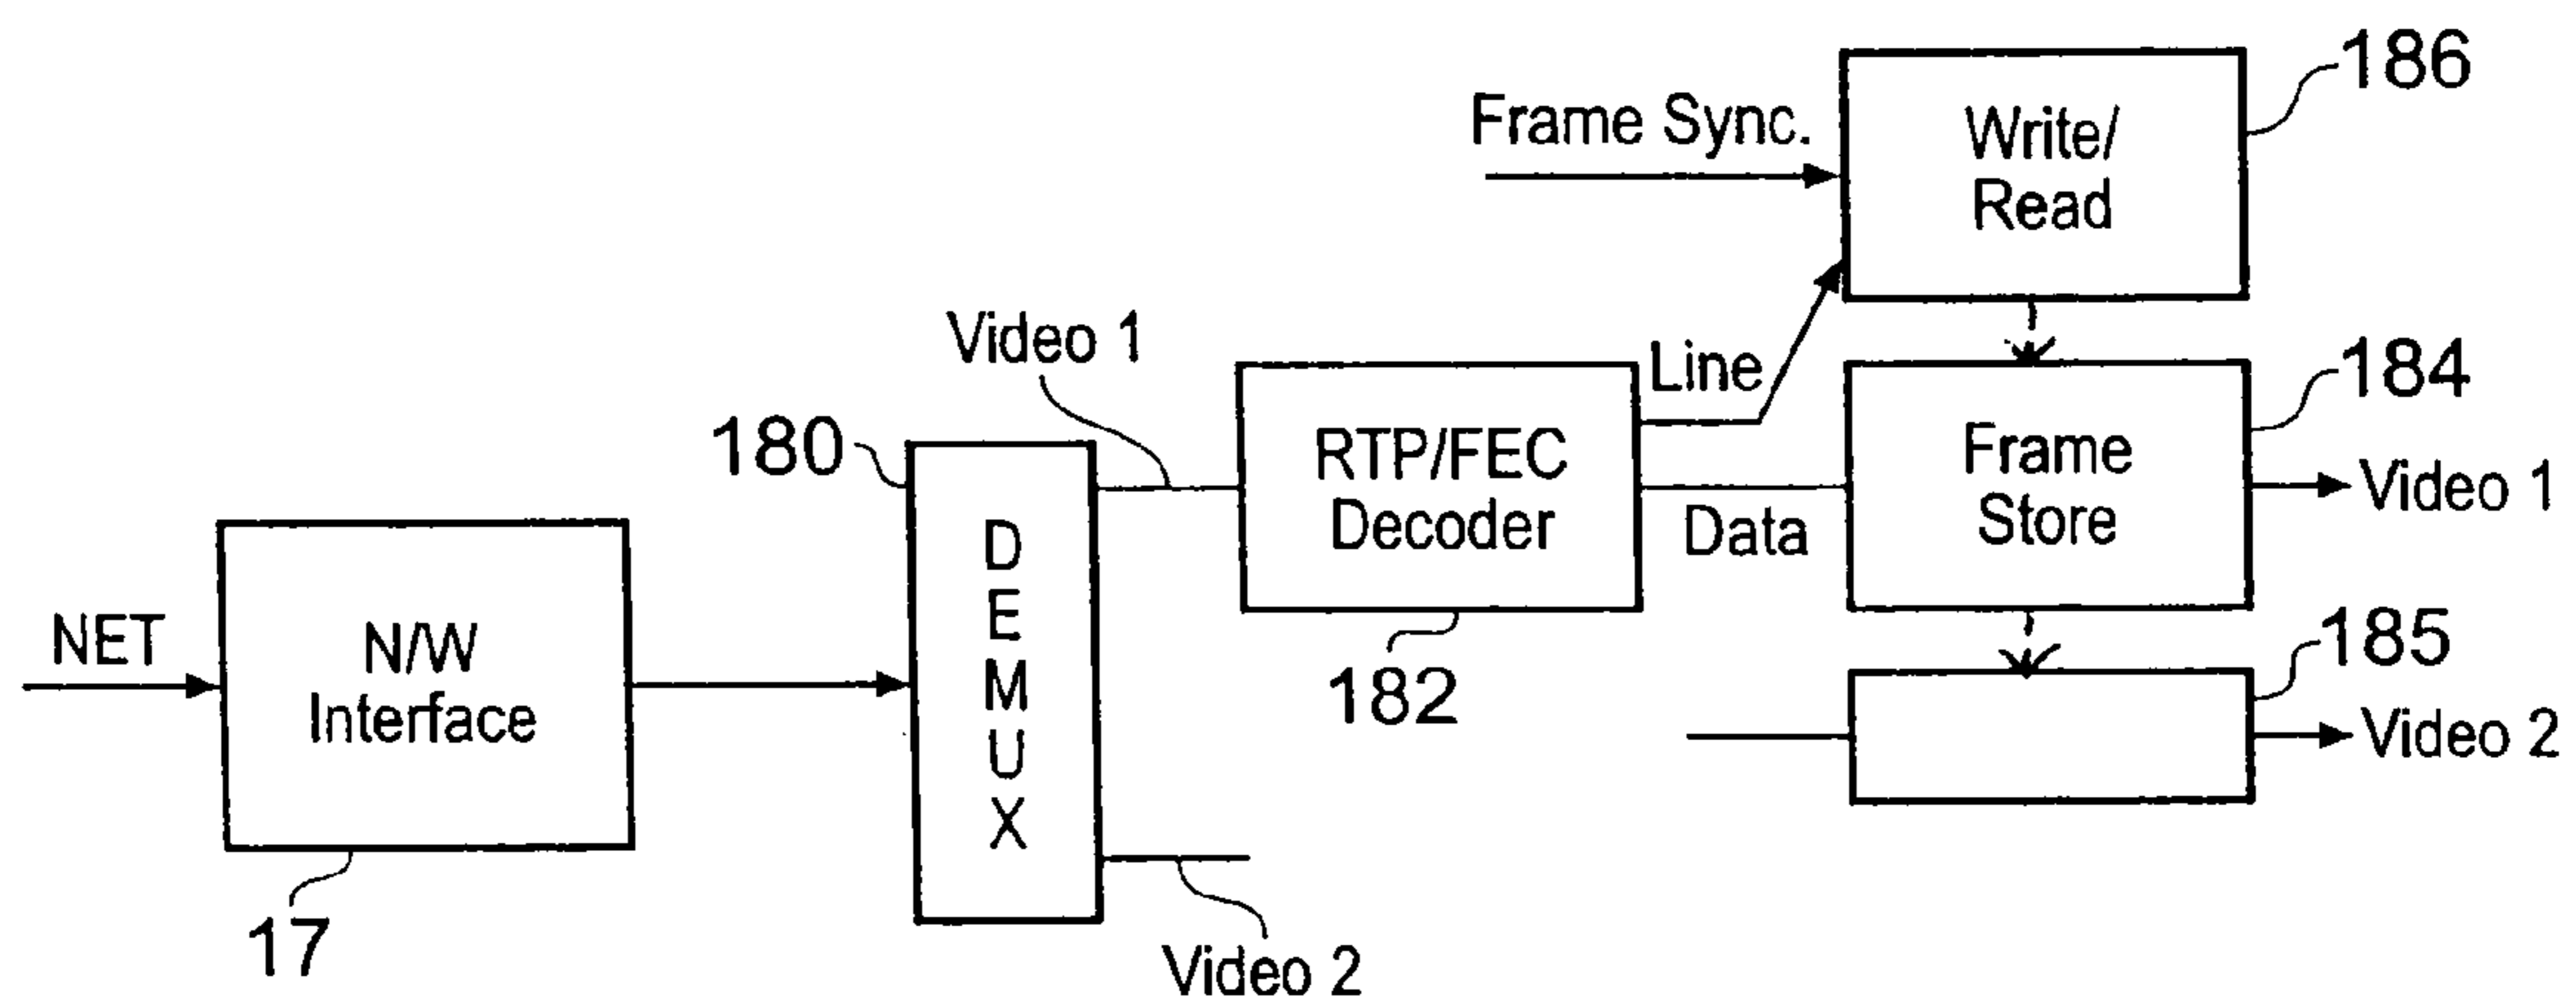 186
Frame Sync.
Write/
Read
Video 1
Line
184
180
RTP/FEC
Decoder
Frame
Store
Video 1
Data
D
E
M
U
X
NET
N/W
Interface
182
185
Video 2
17
Video 2